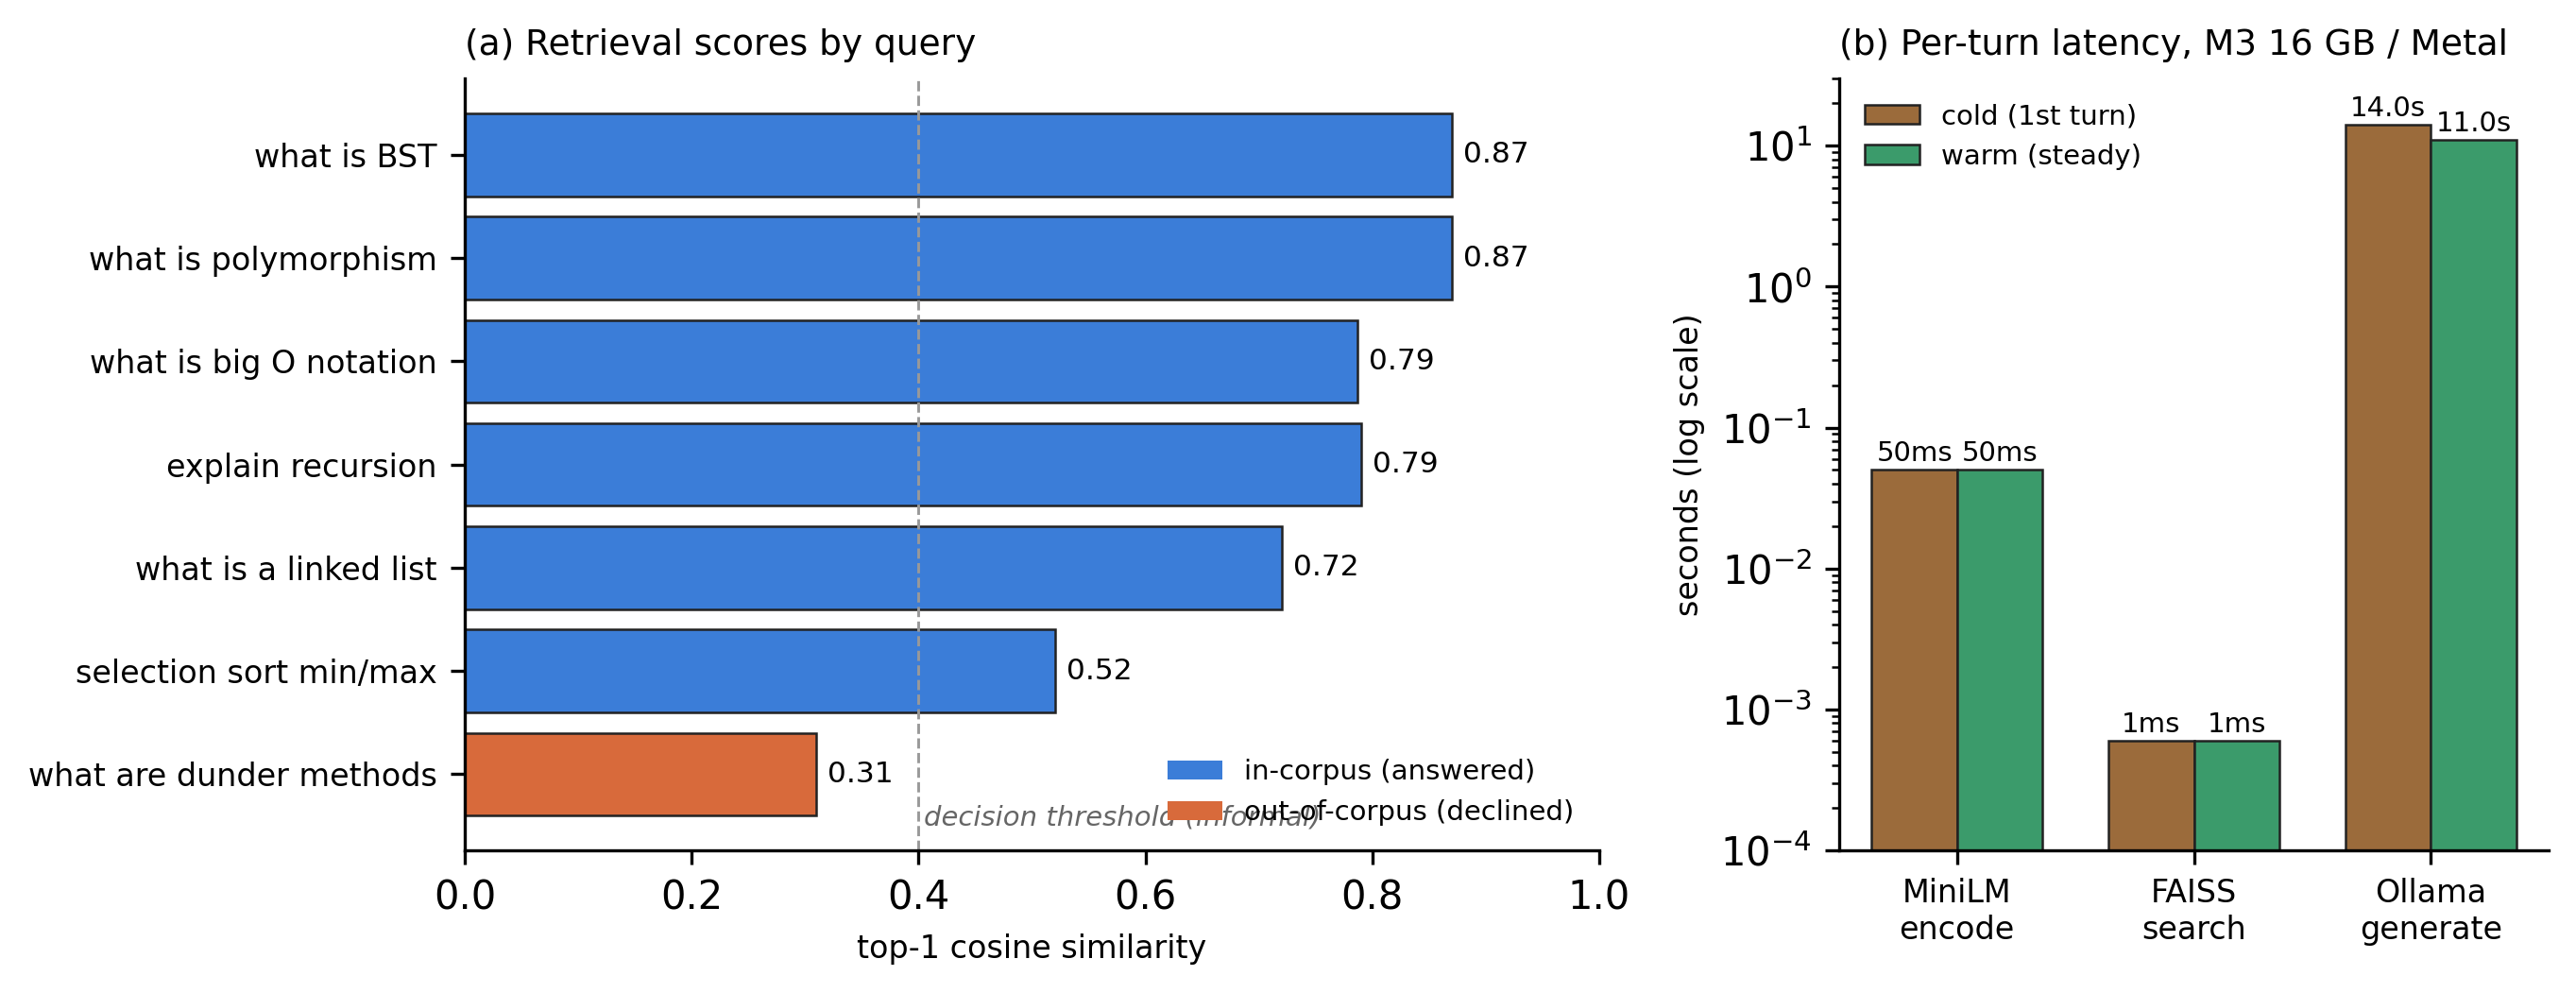 (a) Retrieval scores by query
what is BST
0.87
what is polymorphism
0.87
what is big O notation
0.79
explain recursion
0.79
what is a linked list
0.72
selection sort min/max
0.52
what are dunder methods
0.31
in-corpus (answered)
out-of-corpus (declined)
decision threshold (informal)
0.0 0.2 0.4 0.6 0.8 1.0
top-1 cosine similarity
(b) Per-turn latency, M3 16 GB / Metal
cold (1st turn)
warm (steady)
seconds (log scale)
10¹
10⁰
10⁻¹
10⁻²
10⁻³
10⁻⁴
50ms 50ms
1ms 1ms
14.0s 11.0s
MiniLM
encode
FAISS
search
Ollama
generate